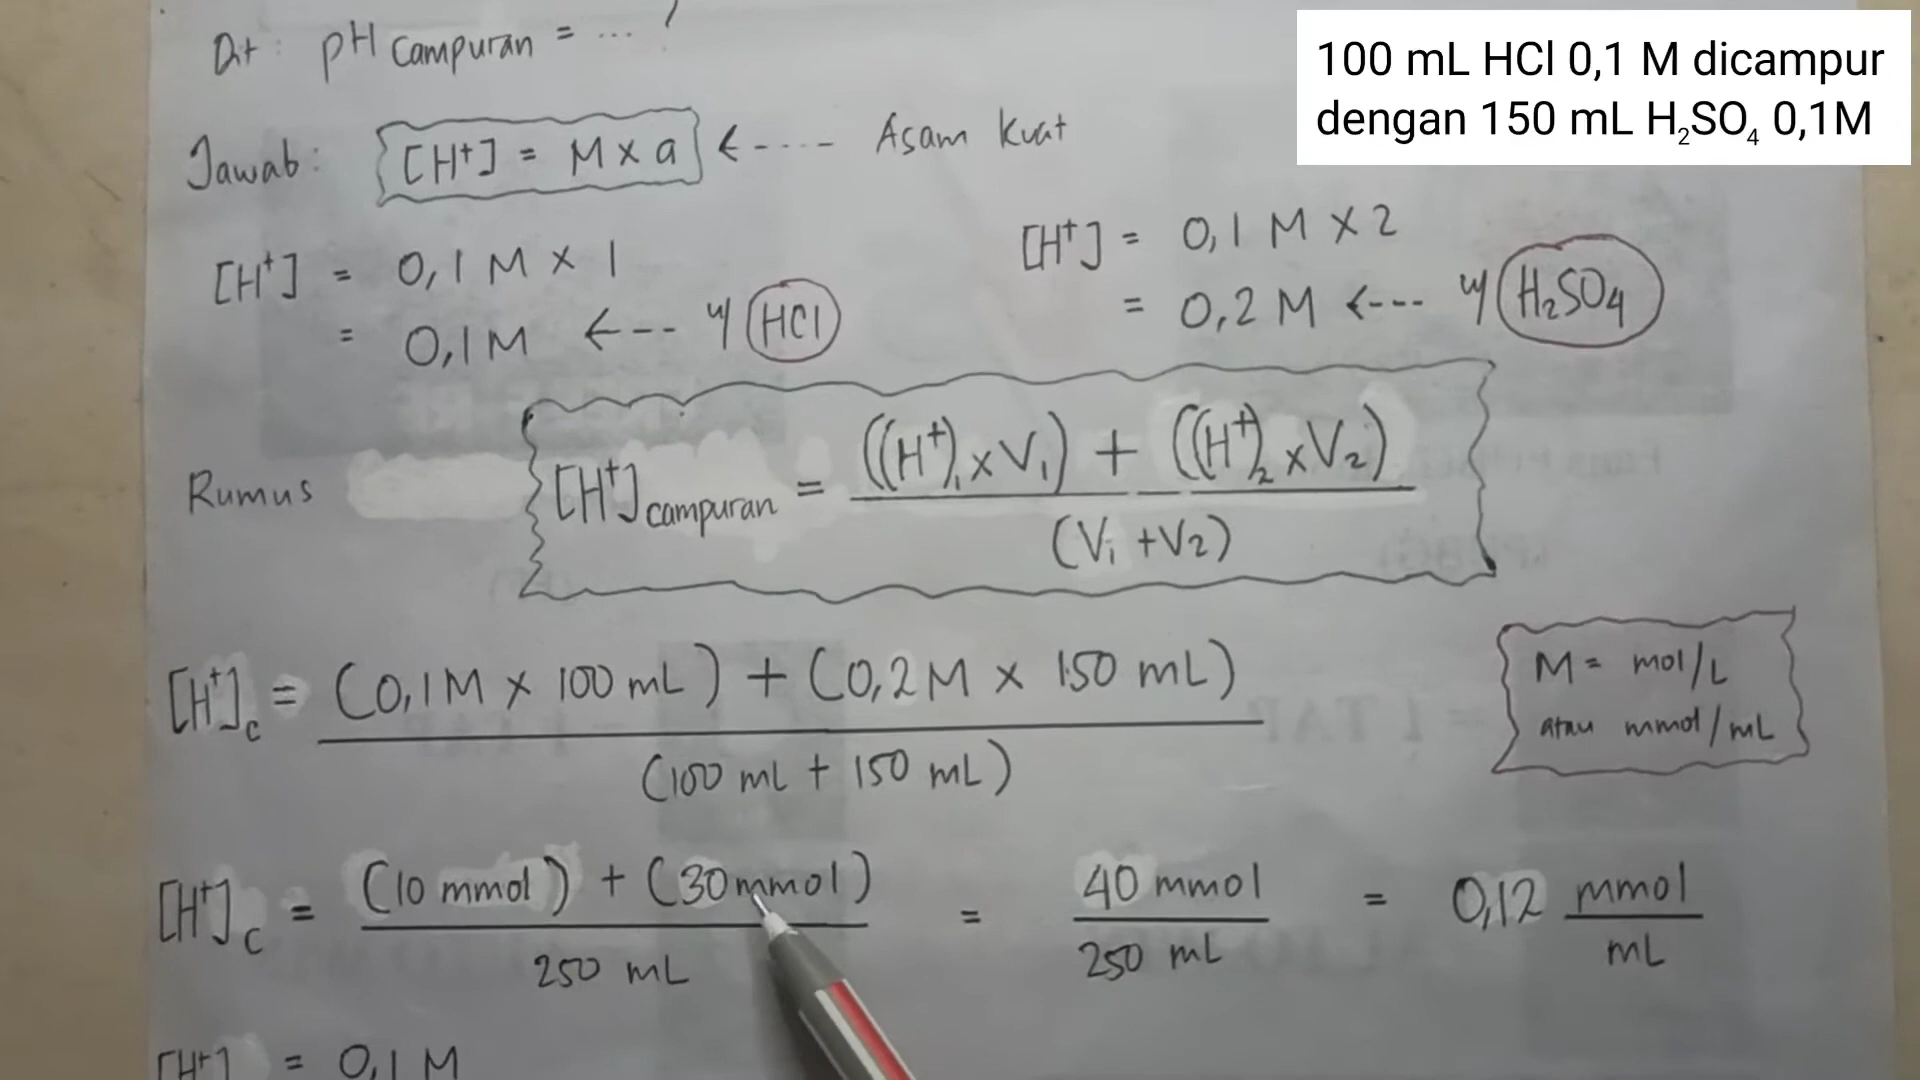 Dit : pH campuran = ... ?
100 mL HCl 0,1 M dicampur
dengan 150 mL H₂SO₄ 0,1M
Jawab : [H⁺] = M x a <---- Asam kuat
[H⁺] = 0,1 M x 1
= 0,1 M <--- u/ HCl
[H⁺] = 0,1 M x 2
= 0,2 M <--- u/ H₂SO₄
Rumus [H⁺]campuran = ((H⁺)₁ x V₁) + ((H⁺)₂ x V₂)
(V₁ + V₂)
[H⁺]c = (0,1 M x 100 mL) + (0,2 M x 150 mL)
(100 mL + 150 mL)
M = mol/L
atau mmol/mL
[H⁺]c = (10 mmol) + (30 mmol) = 40 mmol = 0,12 mmol
250 mL 250 mL mL
[H⁺] = 0,1 M